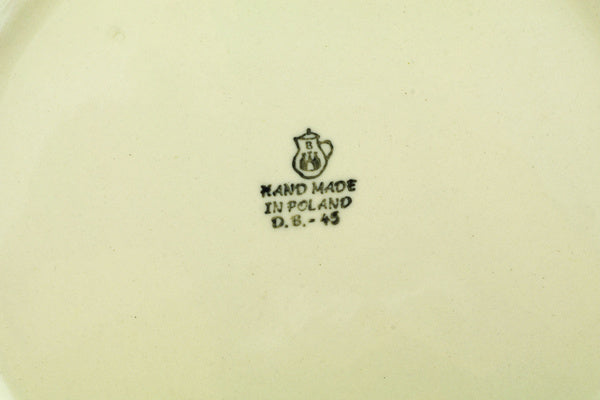 B
HAND MADE
IN POLAND
D.B.-45